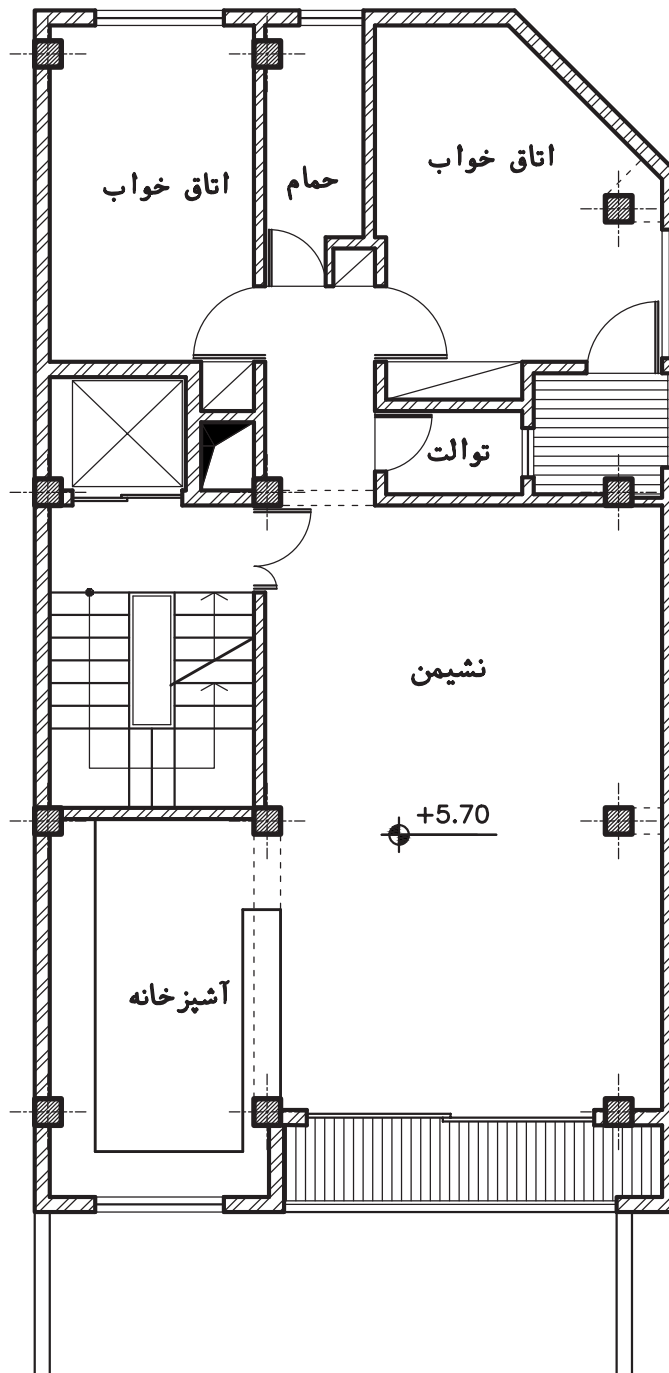 اتاق خواب
حمام
اتاق خواب
توالت
نشیمن
+5.70
آشپزخانه